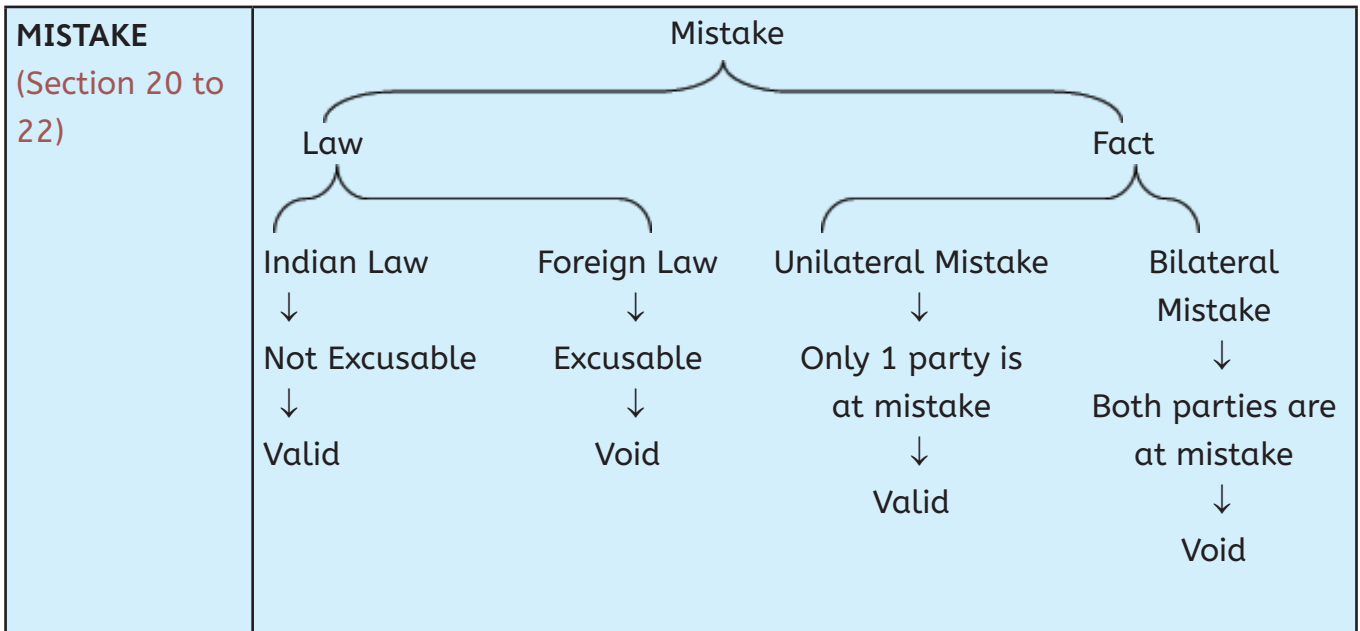 MISTAKE
(Section 20 to
22)
Mistake
Law
Fact
Indian Law
↓
Not Excusable
↓
Valid
Foreign Law
↓
Excusable
↓
Void
Unilateral Mistake
↓
Only 1 party is
at mistake
↓
Valid
Bilateral
Mistake
↓
Both parties are
at mistake
↓
Void